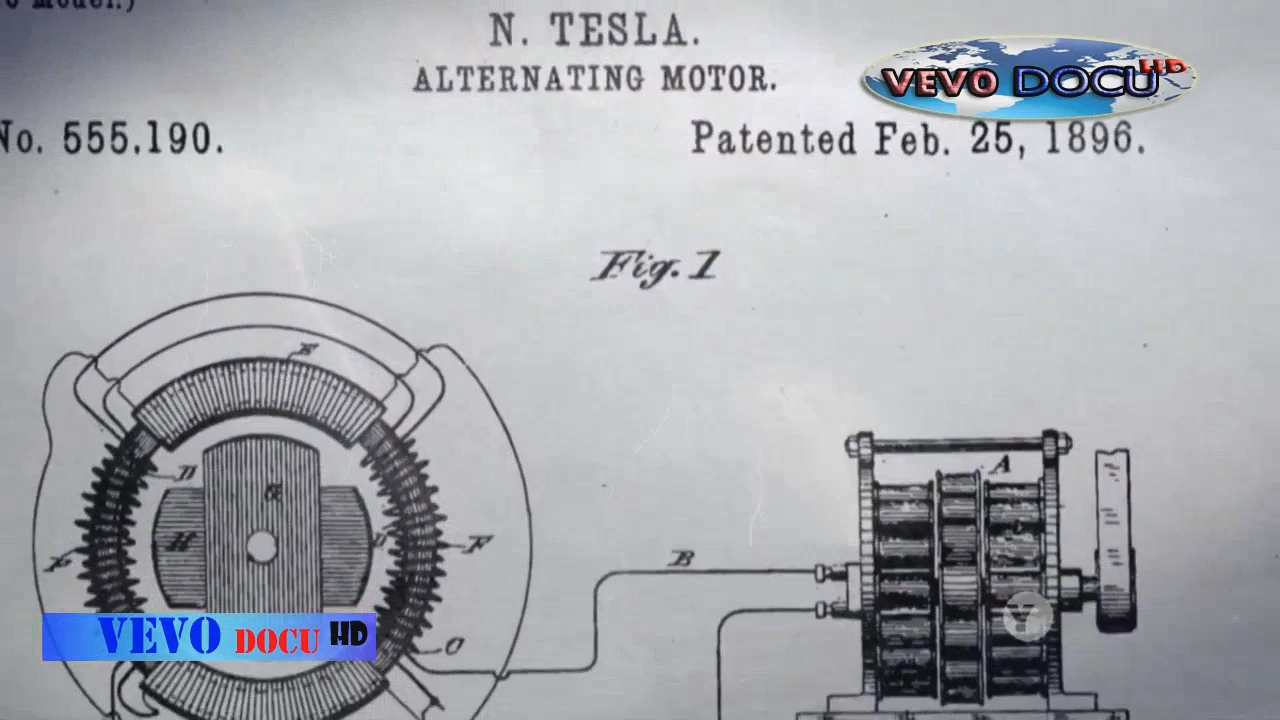 N. TESLA.
ALTERNATING MOTOR.
VEVO DOCU HD
No. 555,190.
Patented Feb. 25, 1896.
Fig. 1
E
A
D
G
H
F
F
B
C
Y
VEVO DOCU HD